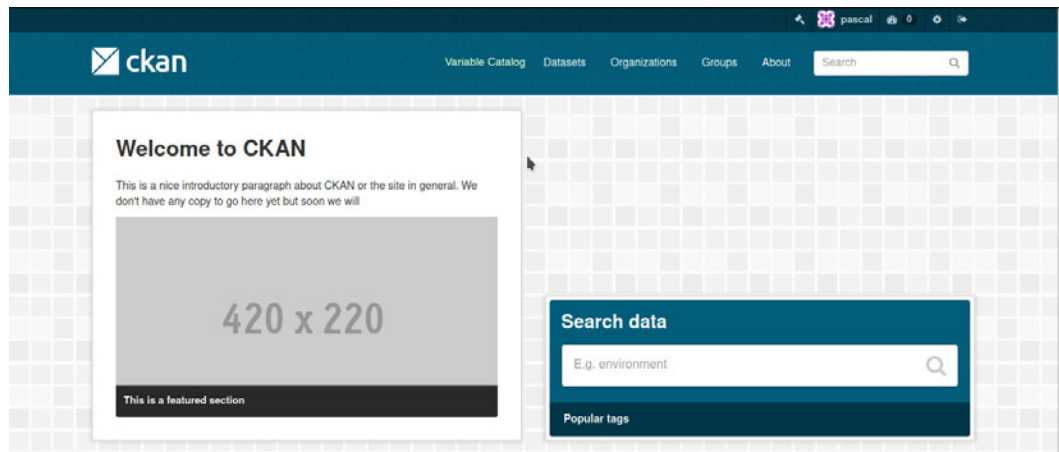 pascal 0
ckan
Variable Catalog Datasets Organizations Groups About Search
Welcome to CKAN
This is a nice introductory paragraph about CKAN or the site in general. We
don't have any copy to go here yet but soon we will
420 x 220
This is a featured section
Search data
E.g. environment
Popular tags